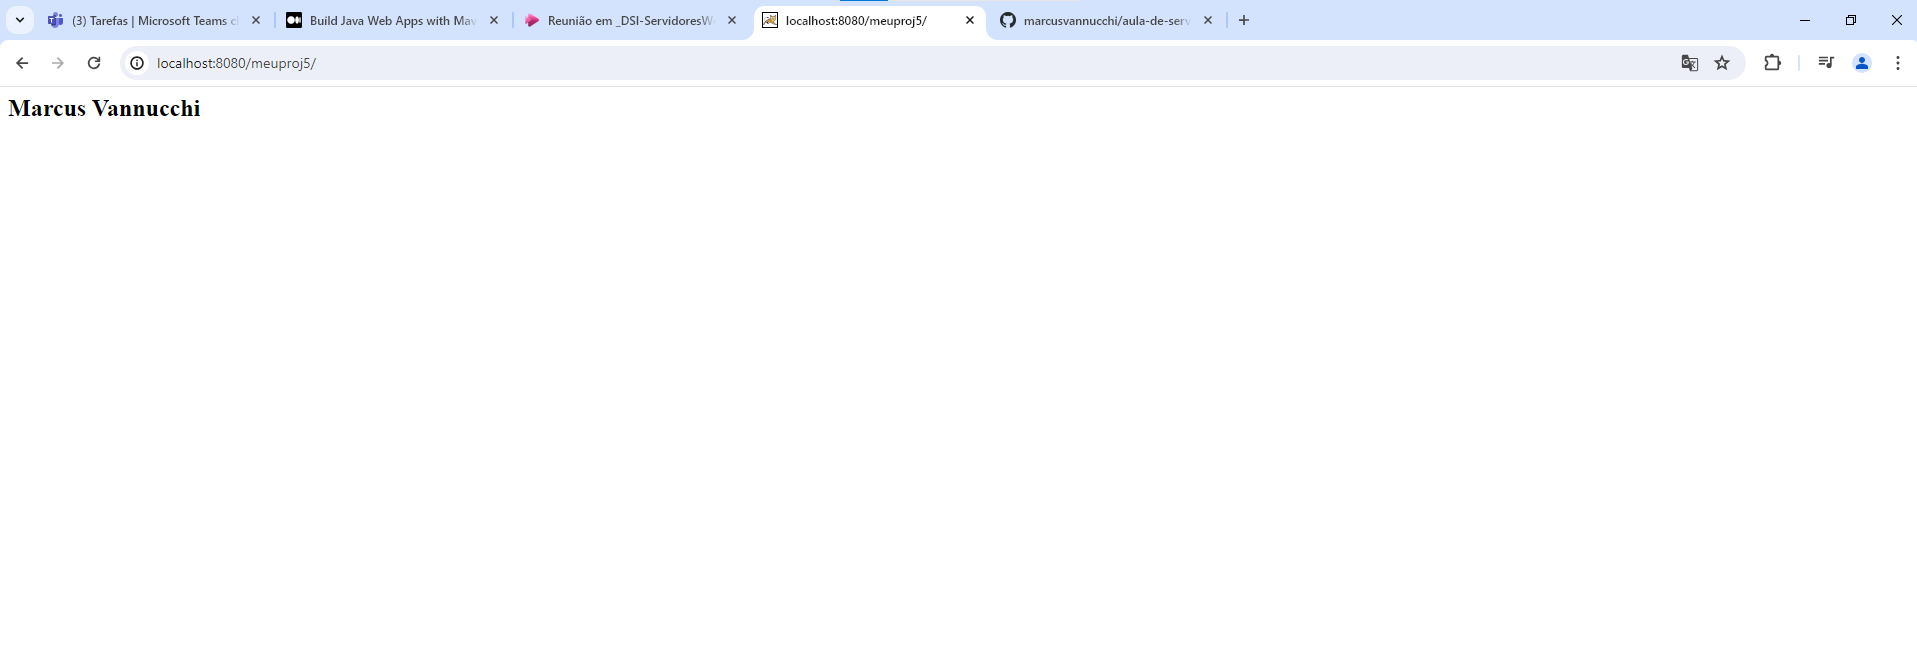 (3) Tarefas | Microsoft Teams
Build Java Web Apps with Mav
Reunião em _DSI-ServidoresW
localhost:8080/meuproj5/
marcusvannucchi/aula-de-serv
localhost:8080/meuproj5/
Marcus Vannucchi